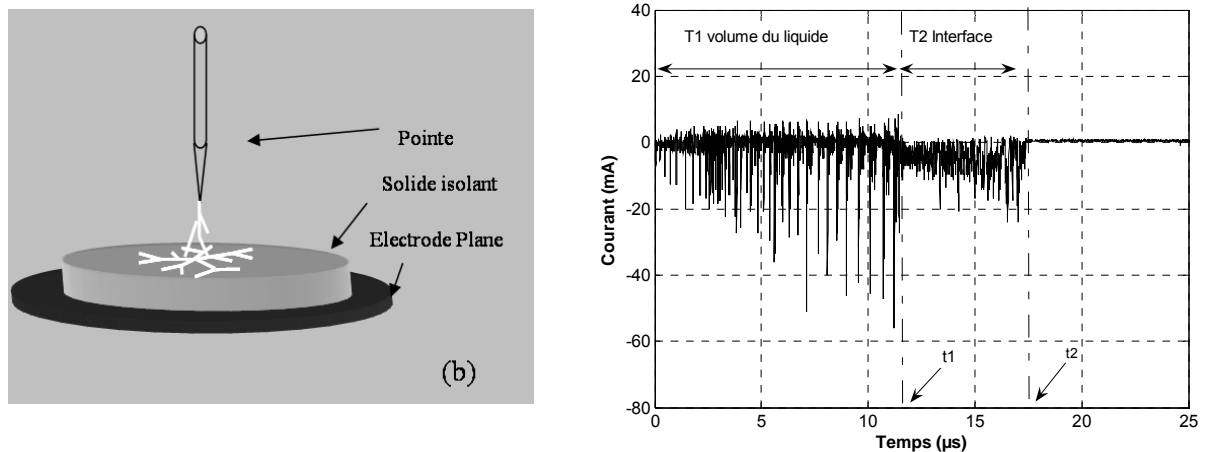 Pointe
Solide isolant
Electrode Plane
(b)
40
T1 volume du liquide T2 Interface
20
0
-20
-40
-60
t1 t2
-80
0 5 10 15 20 25
Temps (µs)
Courant (mA)